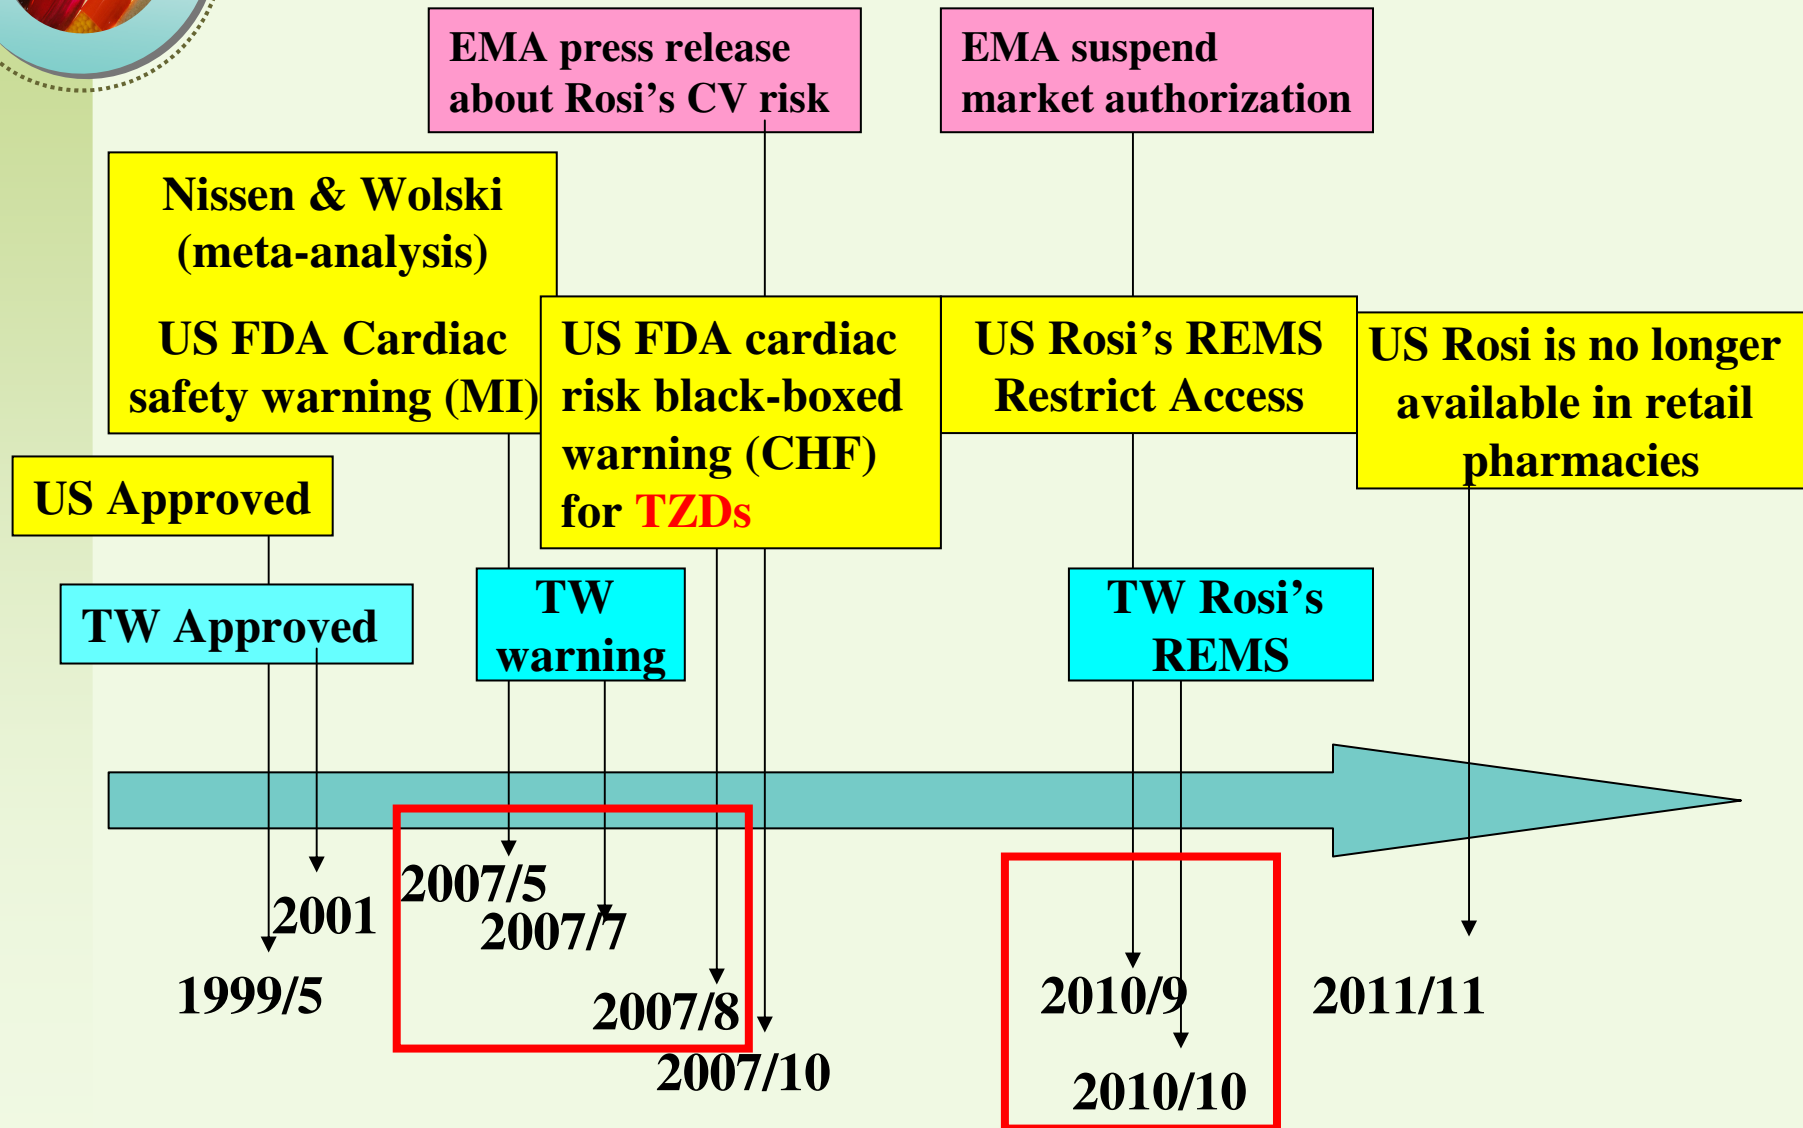 EMA press release
about Rosi's CV risk
EMA suspend
market authorization
Nissen & Wolski
(meta-analysis)
US FDA Cardiac
safety warning (MI)
US FDA cardiac
risk black-boxed
warning (CHF)
for TZDs
US Rosi's REMS
Restrict Access
US Rosi is no longer
available in retail
pharmacies
US Approved
TW Approved
TW
warning
TW Rosi's
REMS
2007/5
2001
2007/7
1999/5
2007/8
2007/10
2010/9
2010/10
2011/11